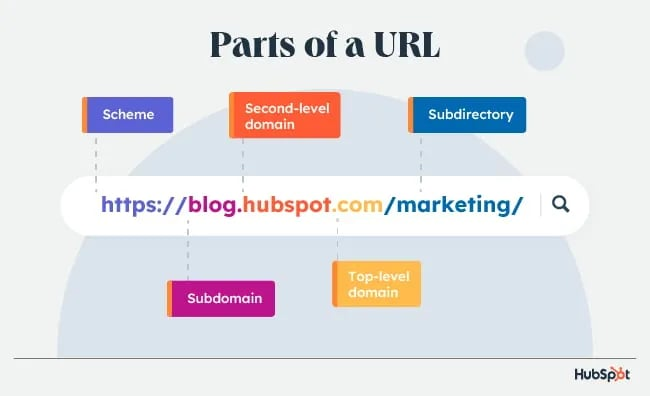 Parts of a URL
Scheme
Second-level
domain
Subdirectory
https://blog.hubspot.com/marketing/
Subdomain
Top-level
domain
HubSpot